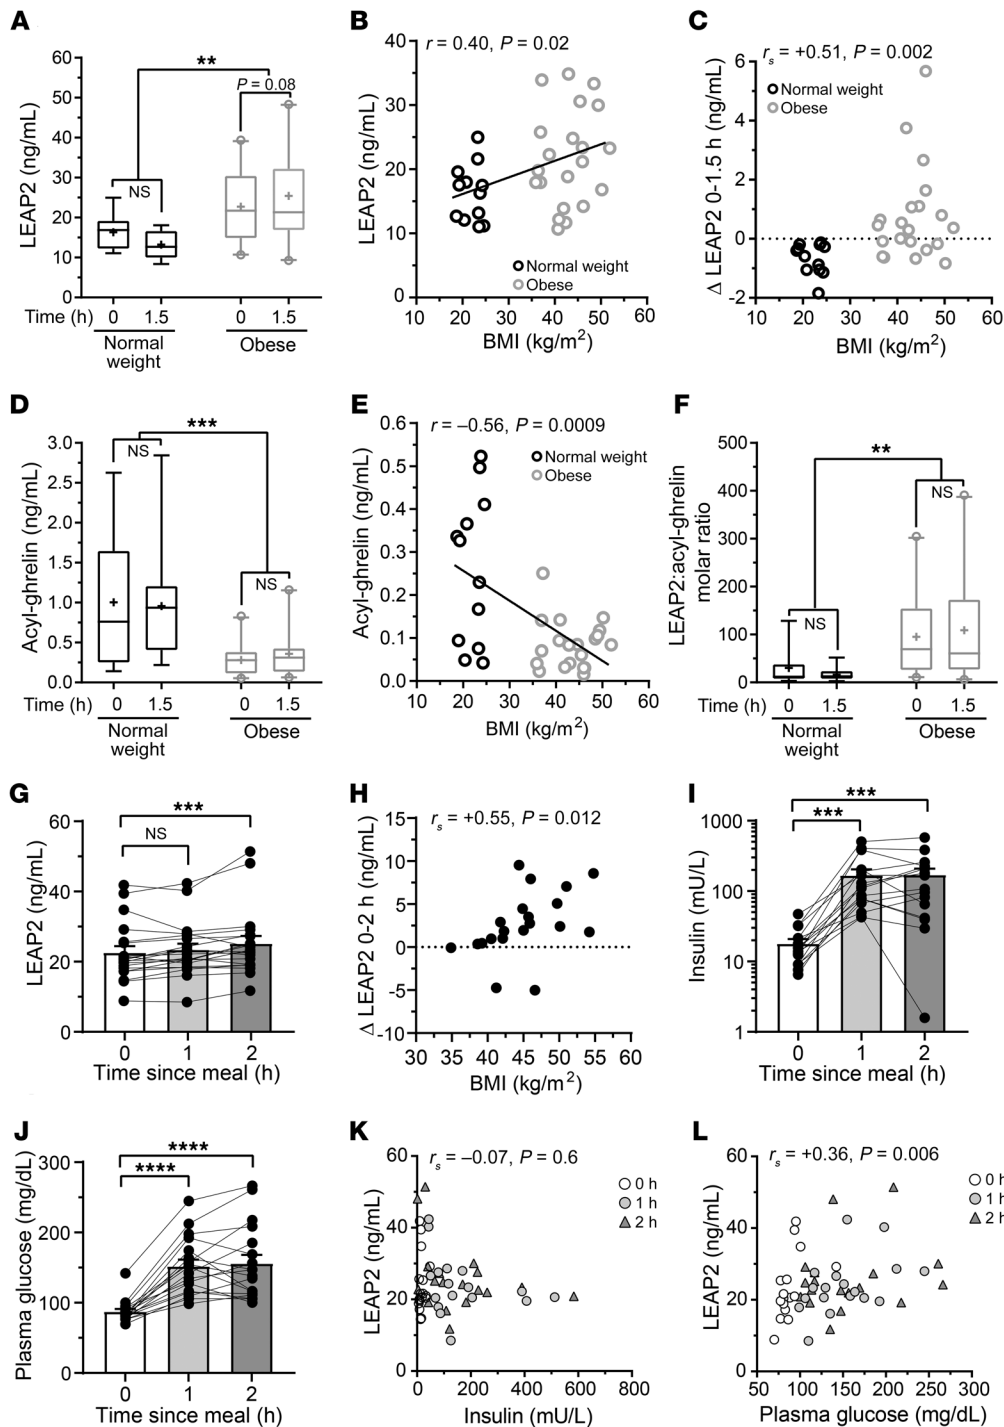 A
LEAP2 (ng/mL)
60
50
40
30
20
10
0
**
P = 0.08
NS
Time (h) 0 1.5 0 1.5
Normal weight
Obese
B
r = 0.40, P = 0.02
LEAP2 (ng/mL)
40
30
20
10
0
Normal weight
Obese
10 20 30 40 50 60
BMI (kg/m²)
C
rs = +0.51, P = 0.002
Δ LEAP2 0-1.5 h (ng/mL)
6
4
2
0
-2
Normal weight
Obese
10 20 30 40 50 60
BMI (kg/m²)
D
Acyl-ghrelin (ng/mL)
3.0
2.5
2.0
1.5
1.0
0.5
0.0
***
NS
NS
Time (h) 0 1.5 0 1.5
Normal weight
Obese
E
r = –0.56, P = 0.0009
Acyl-ghrelin (ng/mL)
0.6
0.5
0.4
0.3
0.2
0.1
0.0
Normal weight
Obese
10 20 30 40 50 60
BMI (kg/m²)
F
LEAP2:acyl-ghrelin
molar ratio
500
400
300
200
100
0
**
NS
NS
Time (h) 0 1.5 0 1.5
Normal weight
Obese
G
LEAP2 (ng/mL)
60
40
20
0
***
NS
0 1 2
Time since meal (h)
H
rs = +0.55, P = 0.012
Δ LEAP2 0-2 h (ng/mL)
15
10
5
0
-5
-10
30 35 40 45 50 55 60
BMI (kg/m²)
I
Insulin (mU/L)
1000
100
10
1
***
***
0 1 2
Time since meal (h)
J
Plasma glucose (mg/dL)
300
200
100
0
****
****
0 1 2
Time since meal (h)
K
rs = –0.07, P = 0.6
LEAP2 (ng/mL)
60
40
20
0
0 h
1 h
2 h
0 200 400 600 800
Insulin (mU/L)
L
rs = +0.36, P = 0.006
LEAP2 (ng/mL)
60
40
20
0
0 h
1 h
2 h
50 100 150 200 250 300
Plasma glucose (mg/dL)